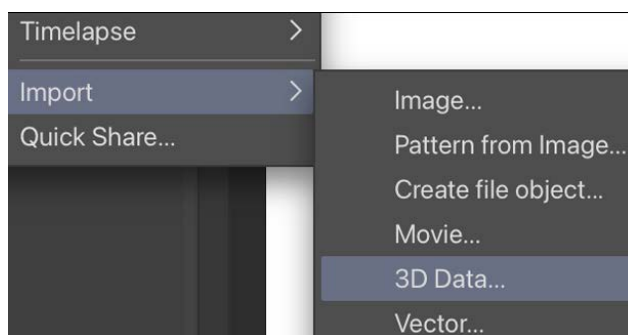 Timelapse
Import
Quick Share...
Image...
Pattern from Image...
Create file object...
Movie...
3D Data...
Vector...